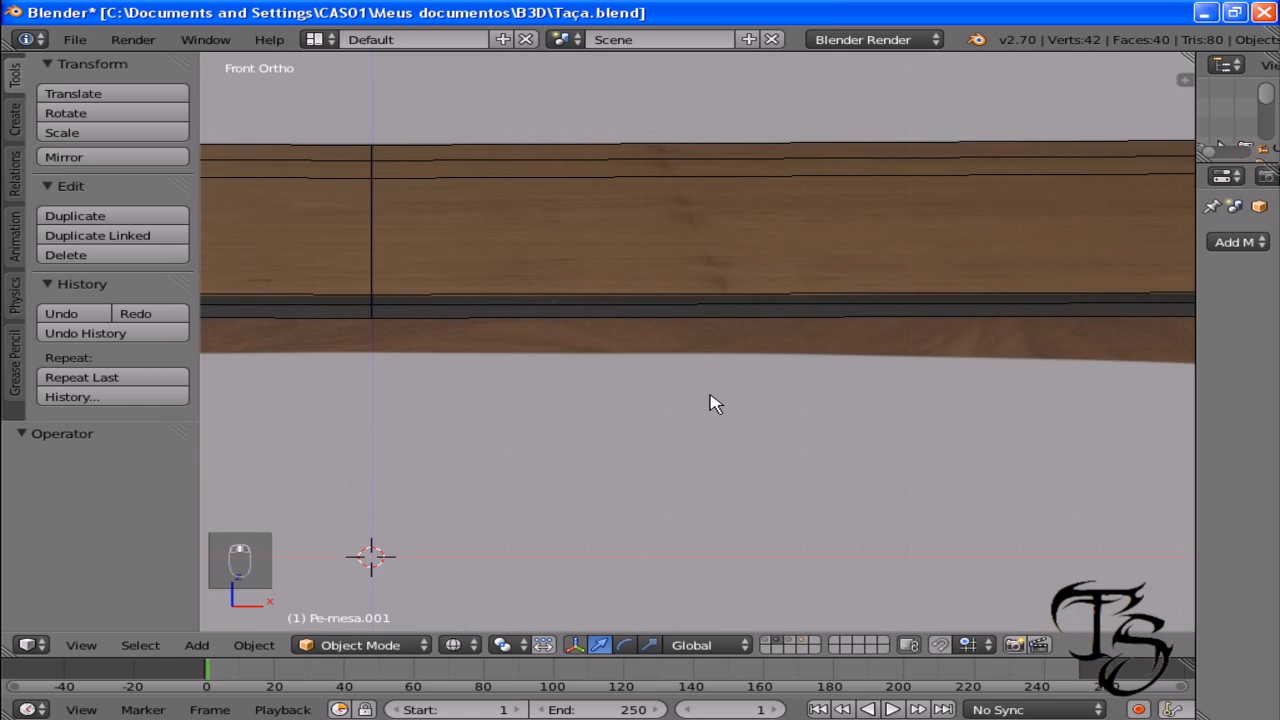 Blender* [C:\Documents and Settings\CAS01\Meus documentos\B3D\Taça.blend]
File Render Window Help Default Scene Blender Render v2.70 | Verts:42 | Faces:40 | Tris:80 | Objects
Tools
Create
Relations
Animation
Physics
Grease Pencil
Transform
Translate
Rotate
Scale
Mirror
Edit
Duplicate
Duplicate Linked
Delete
History
Undo Redo
Undo History
Repeat:
Repeat Last
History...
Operator
Front Ortho
z
x
(1) Pe-mesa.001
Vie
Add M
View Select Add Object Object Mode Global
-40 -20 0 20 40 60 80 100 120 140 160 180 200 220 240
View Marker Frame Playback Start: 1 End: 250 1 No Sync
TS